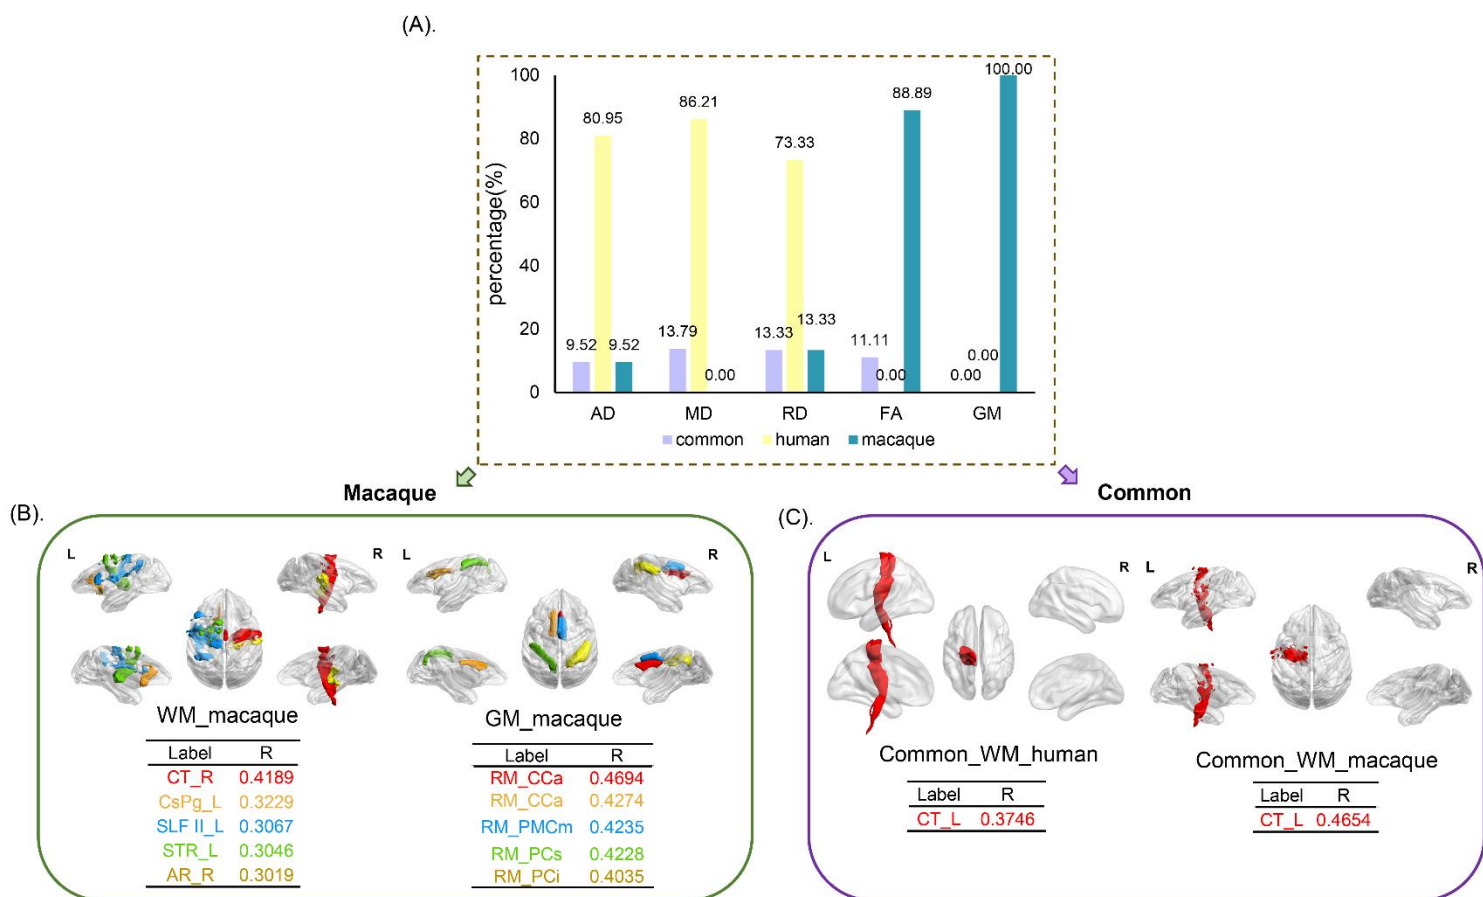 (A).
percentage(%)
100
80
60
40
20
0
80.95
86.21
73.33
88.89
100.00
9.52
9.52
13.79
0.00
13.33
13.33
11.11
0.00
0.00
0.00
AD
MD
RD
FA
GM
common
human
macaque
Macaque
Common
(B).
L
R
L
R
WM_macaque
Label R
CT_R 0.4189
CsPg_L 0.3229
SLF II_L 0.3067
STR_L 0.3046
AR_R 0.3019
GM_macaque
Label R
RM_CCa 0.4694
RM_CCa 0.4274
RM_PMCm 0.4235
RM_PCs 0.4228
RM_PCi 0.4035
(C).
L
R
L
R
Common_WM_human
Label R
CT_L 0.3746
Common_WM_macaque
Label R
CT_L 0.4654